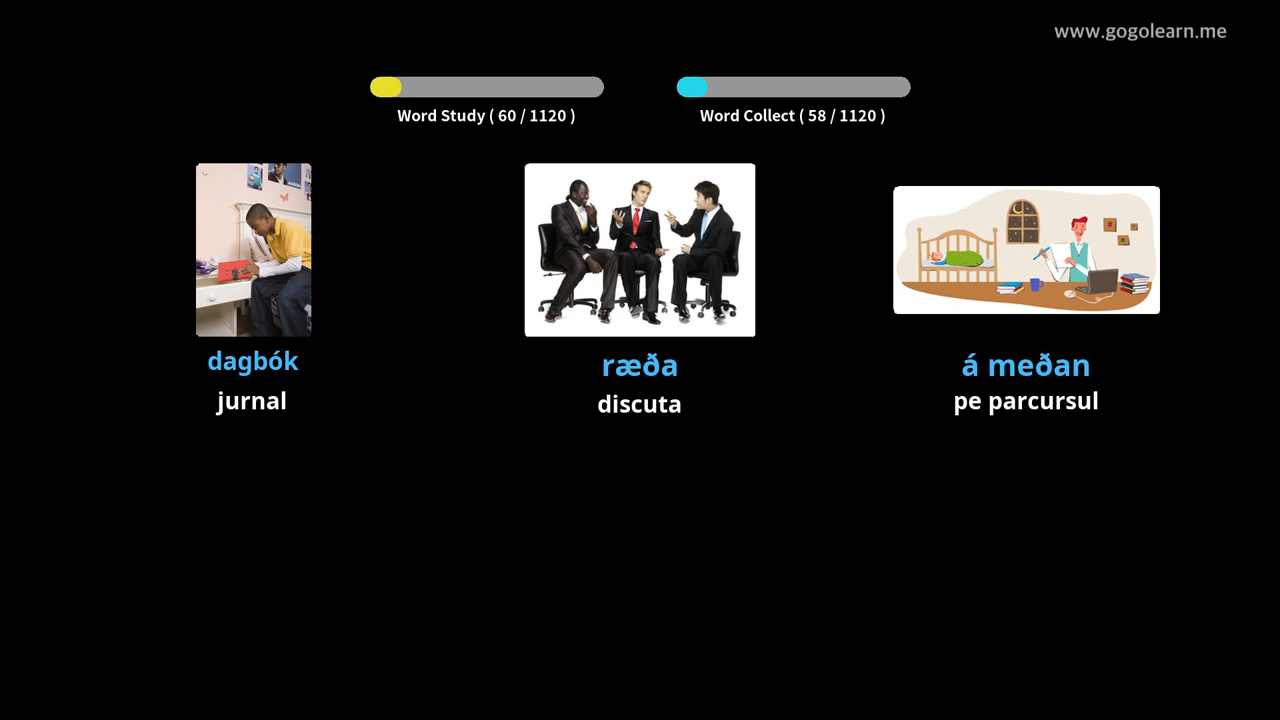 www.gogolearn.me
Word Study ( 60 / 1120 )
Word Collect ( 58 / 1120 )
dagbók
jurnal
ræða
discuta
á meðan
pe parcursul